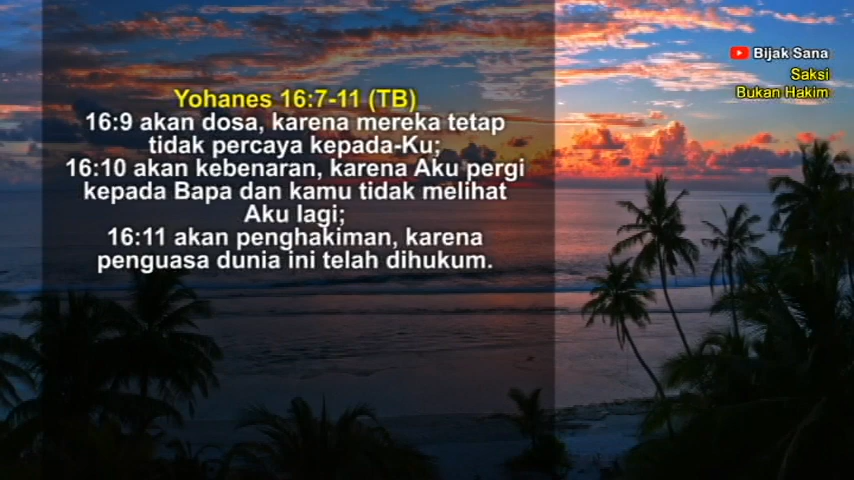 Bijak Sana
Saksi
Bukan Hakim
Yohanes 16:7-11 (TB)
16:9 akan dosa, karena mereka tetap
tidak percaya kepada-Ku;
16:10 akan kebenaran, karena Aku pergi
kepada Bapa dan kamu tidak melihat
Aku lagi;
16:11 akan penghakiman, karena
penguasa dunia ini telah dihukum.